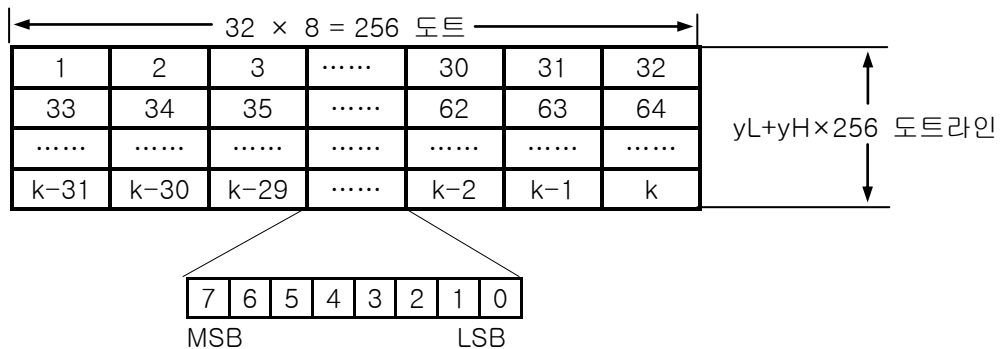 32 × 8 = 256 도트
1 2 3 …… 30 31 32
33 34 35 …… 62 63 64
…… …… …… …… …… …… ……
k-31 k-30 k-29 …… k-2 k-1 k
yL+yH×256 도트라인
7 6 5 4 3 2 1 0
MSB LSB